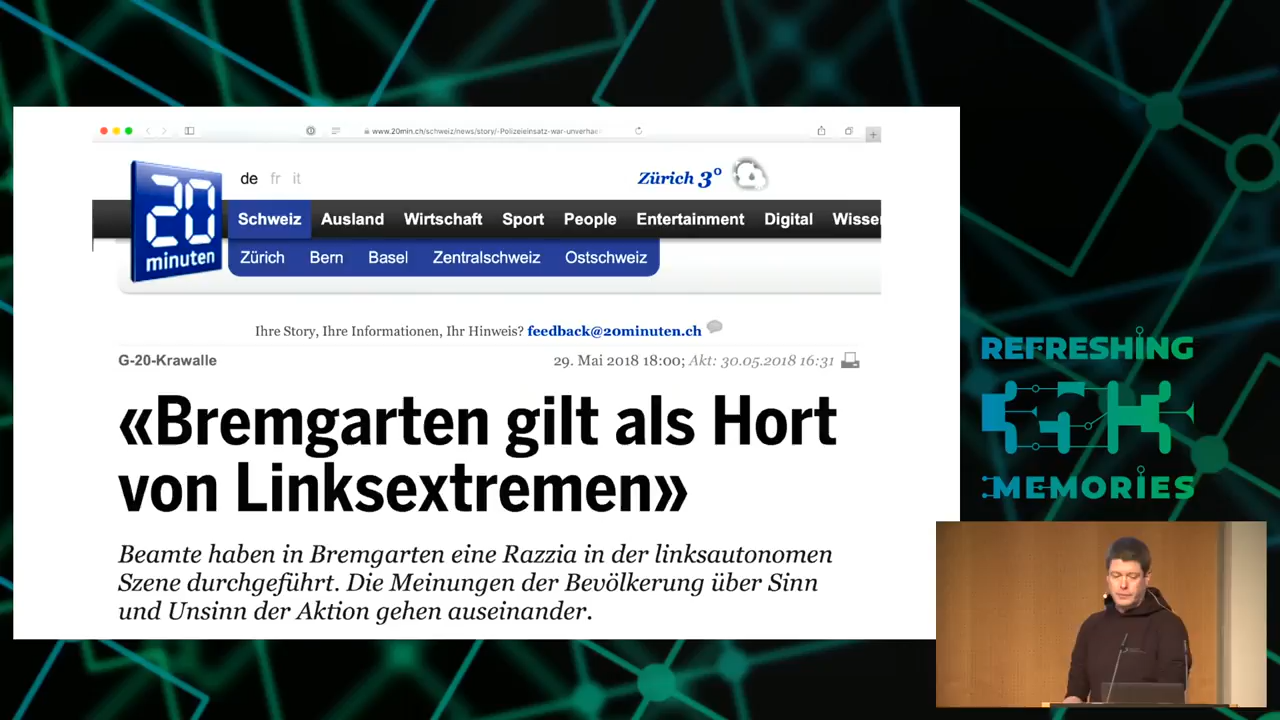 www.20min.ch/schweiz/news/story/-Polizeieinsatz-war-unverhae
20
minuten
de fr it
Zürich 3°
Schweiz Ausland Wirtschaft Sport People Entertainment Digital Wisse
Zürich Bern Basel Zentralschweiz Ostschweiz
Ihre Story, Ihre Informationen, Ihr Hinweis? feedback@20minuten.ch
G-20-Krawalle
29. Mai 2018 18:00; Akt: 30.05.2018 16:31
«Bremgarten gilt als Hort
von Linksextremen»
Beamte haben in Bremgarten eine Razzia in der linksautonomen
Szene durchgeführt. Die Meinungen der Bevölkerung über Sinn
und Unsinn der Aktion gehen auseinander.
REFRESHING
MEMORIES